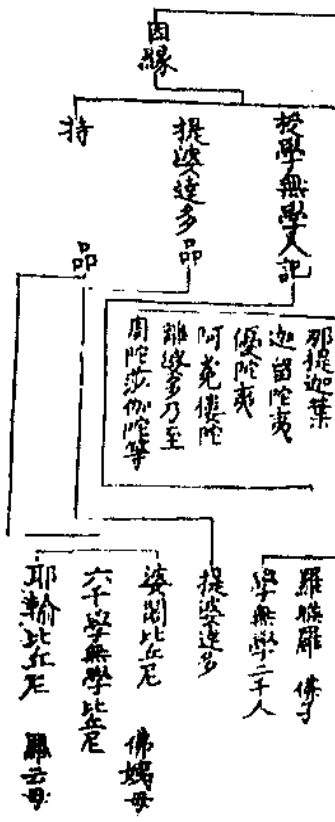 因縁
授學無學人記
提婆達多品
持品
那提迦葉
迦留陀夷
優陀夷
阿㝹樓陀
離婆多乃至
周陀莎伽陀等
羅睺羅 佛子
學無學二千人
提婆達多
婆闍比丘尼 佛姨母
六千學無學比丘尼
耶輸比丘尼 羅云母